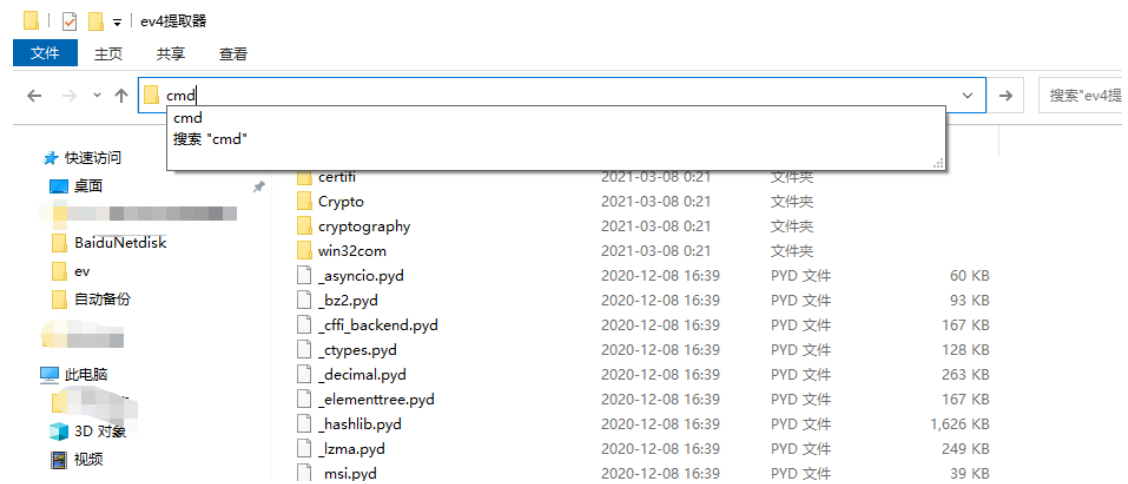 ev4提取器
文件 主页 共享 查看
cmd 搜索"ev4提
cmd
搜索 "cmd"
快速访问
桌面
BaiduNetdisk
ev
自动备份
此电脑
3D 对象
视频
certifi 2021-03-08 0:21 文件夹
Crypto 2021-03-08 0:21 文件夹
cryptography 2021-03-08 0:21 文件夹
win32com 2021-03-08 0:21 文件夹
_asyncio.pyd 2020-12-08 16:39 PYD 文件 60 KB
_bz2.pyd 2020-12-08 16:39 PYD 文件 93 KB
_cffi_backend.pyd 2020-12-08 16:39 PYD 文件 167 KB
_ctypes.pyd 2020-12-08 16:39 PYD 文件 128 KB
_decimal.pyd 2020-12-08 16:39 PYD 文件 263 KB
_elementtree.pyd 2020-12-08 16:39 PYD 文件 167 KB
_hashlib.pyd 2020-12-08 16:39 PYD 文件 1,626 KB
_lzma.pyd 2020-12-08 16:39 PYD 文件 249 KB
_msi.pyd 2020-12-08 16:39 PYD 文件 39 KB